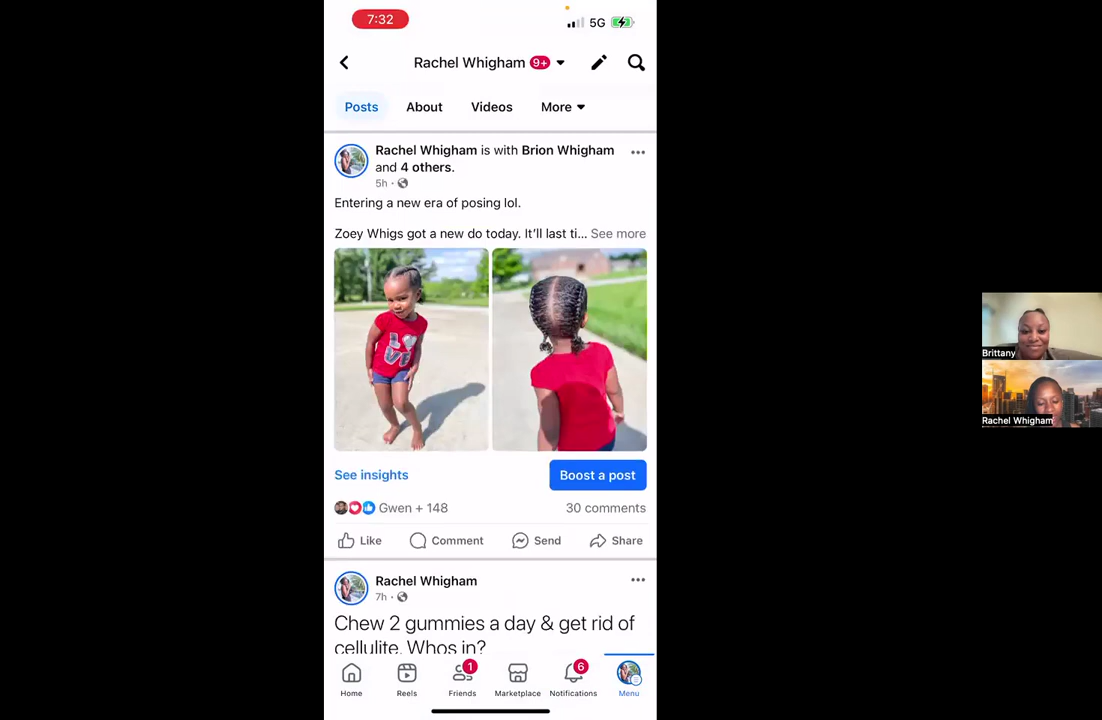 7:32
5G
Rachel Whigham 9+
Posts About Videos More
Rachel Whigham is with Brion Whigham
and 4 others.
5h ·
Entering a new era of posing lol.
Zoey Whigs got a new do today. It'll last ti... See more
LOVE
See insights Boost a post
Gwen + 148 30 comments
Like Comment Send Share
Rachel Whigham
7h ·
Chew 2 gummies a day & get rid of
cellulite. Whos in?
1 6
Home Reels Friends Marketplace Notifications Menu
Brittany
Rachel Whigham